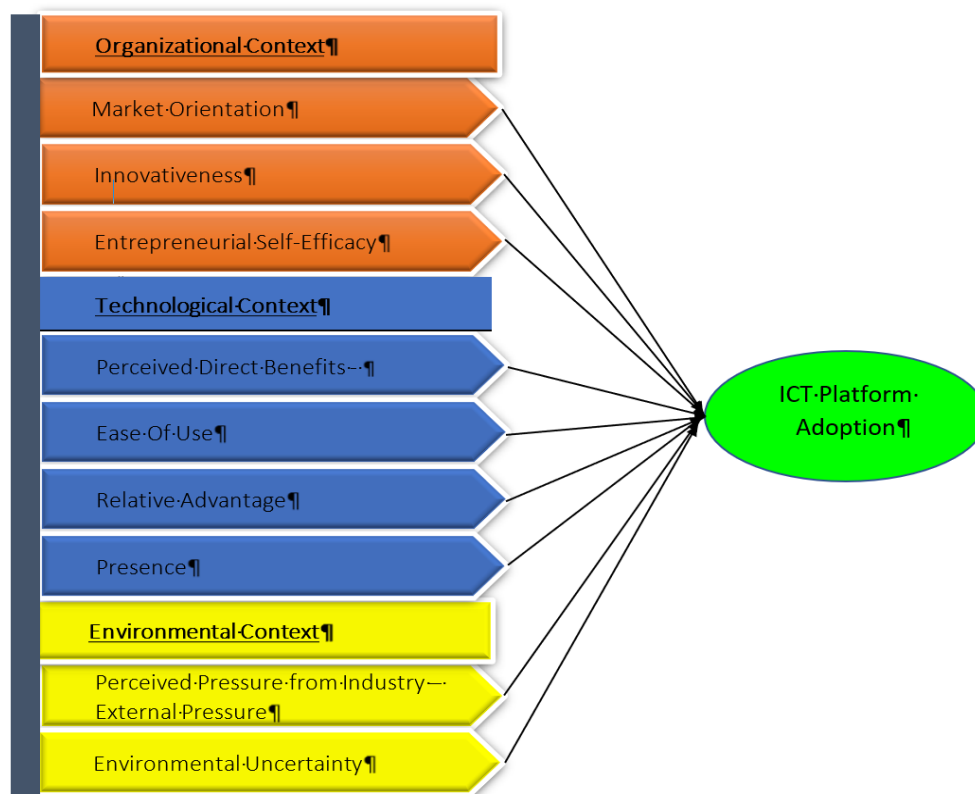 Organizational·Context¶
Market·Orientation¶
Innovativeness¶
Entrepreneurial·Self-Efficacy¶
Technological·Context¶
Perceived·Direct·Benefits·–·¶
Ease·Of·Use¶
Relative·Advantage¶
Presence¶
Environmental·Context¶
Perceived·Pressure·from·Industry·–·
External·Pressure¶
Environmental·Uncertainty¶
ICT·Platform·
Adoption¶